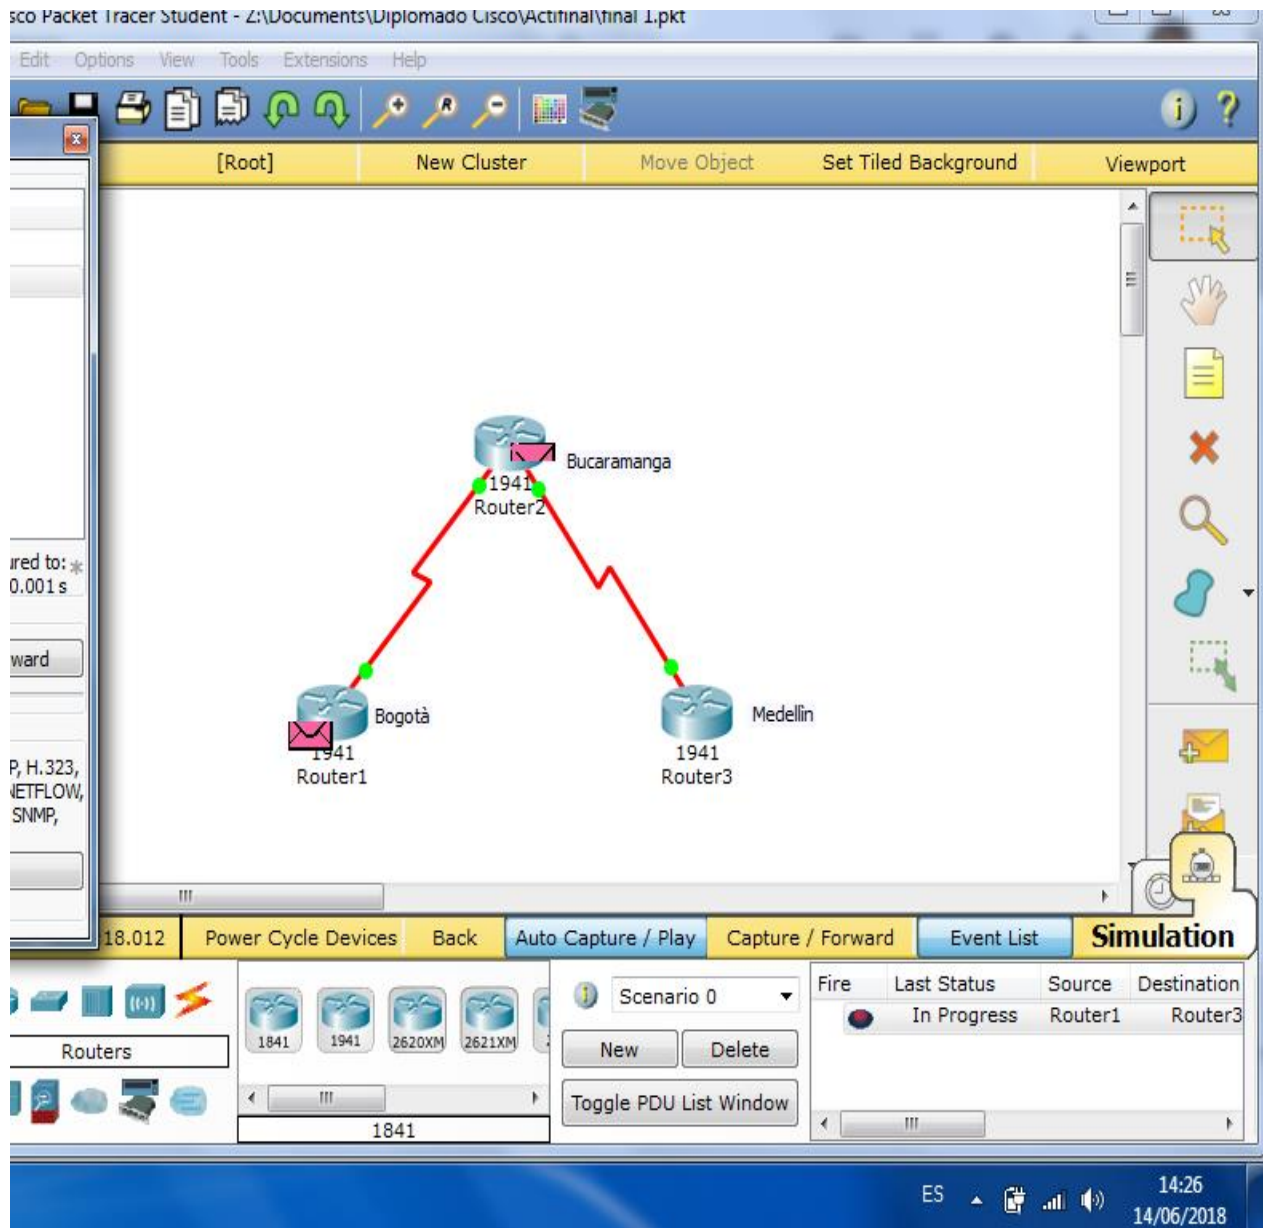 sco Packet Tracer Student - Z:\Documents\Diplomado Cisco\Actifinal\final 1.pkt
Edit Options View Tools Extensions Help
[Root] New Cluster Move Object Set Tiled Background Viewport
Bucaramanga
1941
Router2
ured to: *
0.001 s
ward
Bogotà
Medellìn
1941
Router1
1941
Router3
P, H.323,
NETFLOW,
SNMP,
18.012 Power Cycle Devices Back Auto Capture / Play Capture / Forward Event List Simulation
Scenario 0
Fire Last Status Source Destination
In Progress Router1 Router3
1841 1941 2620XM 2621XM
Routers
New Delete
Toggle PDU List Window
1841
ES
14:26
14/06/2018